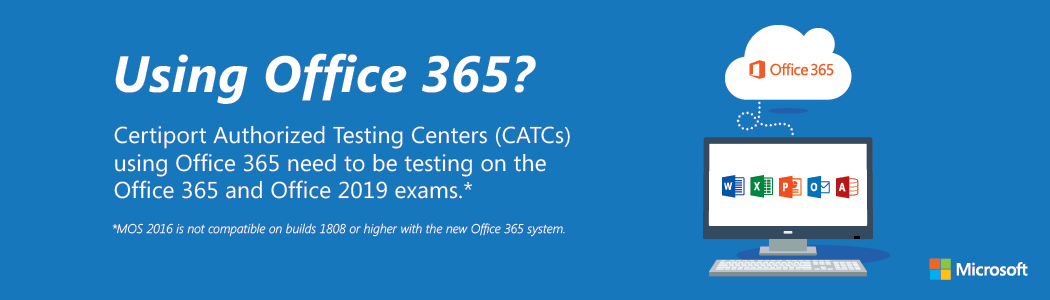 Using Office 365?
Certiport Authorized Testing Centers (CATCs)
using Office 365 need to be testing on the
Office 365 and Office 2019 exams.*
*MOS 2016 is not compatible on builds 1808 or higher with the new Office 365 system.
Office 365
W X P O A
Microsoft